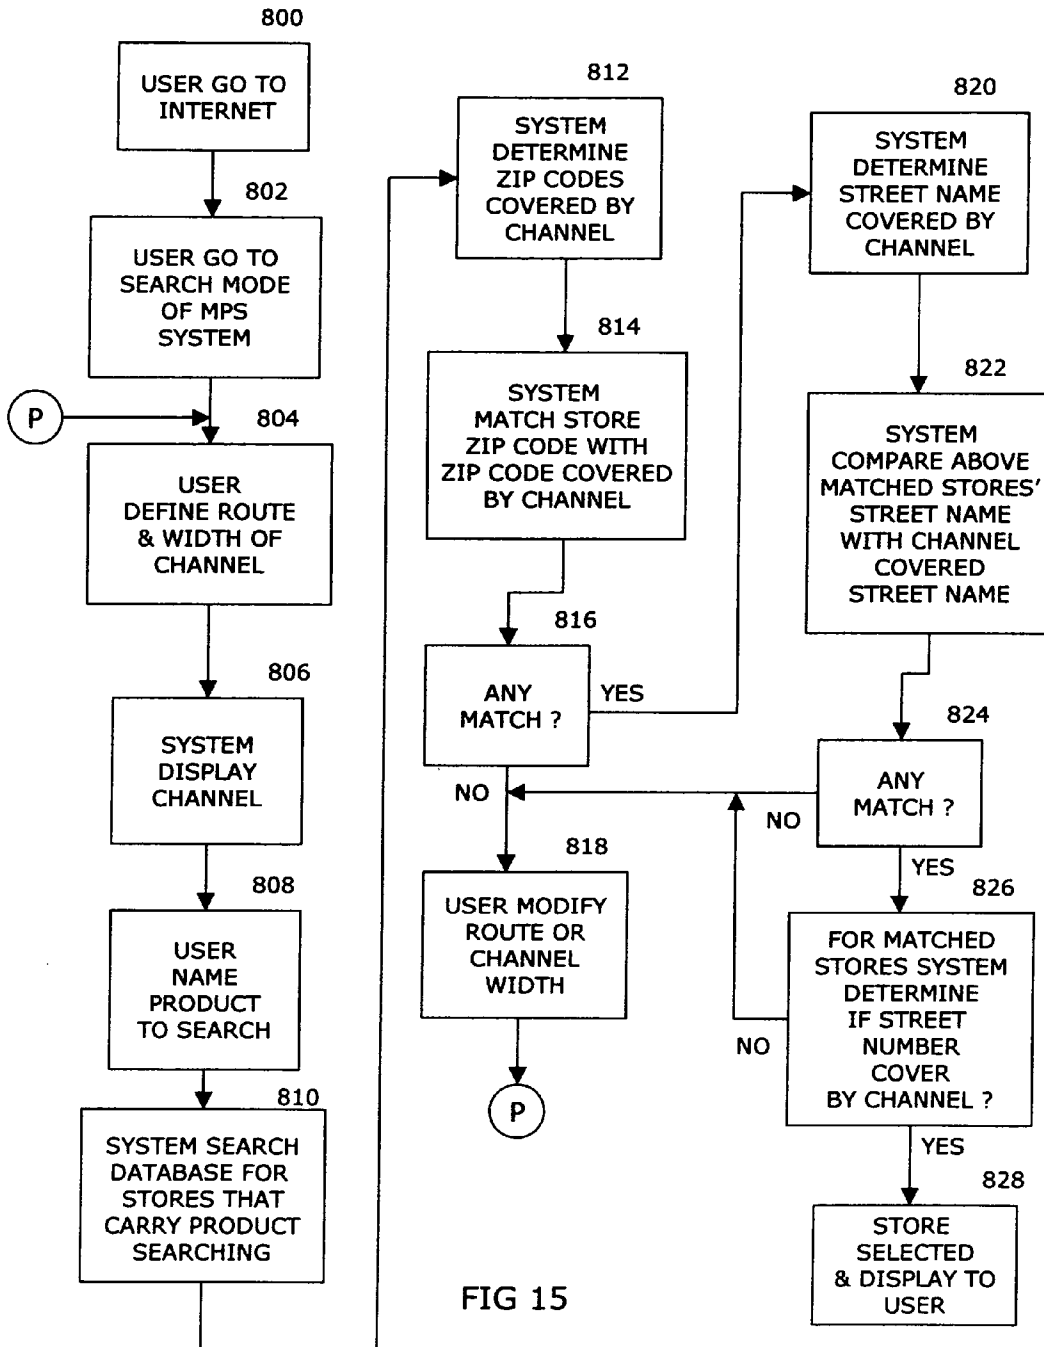 800
USER GO TO
INTERNET
802
USER GO TO
SEARCH MODE
OF MPS
SYSTEM
P
804
USER
DEFINE ROUTE
& WIDTH OF
CHANNEL
806
SYSTEM
DISPLAY
CHANNEL
808
USER
NAME
PRODUCT
TO SEARCH
810
SYSTEM SEARCH
DATABASE FOR
STORES THAT
CARRY PRODUCT
SEARCHING
812
SYSTEM
DETERMINE
ZIP CODES
COVERED BY
CHANNEL
814
SYSTEM
MATCH STORE
ZIP CODE WITH
ZIP CODE COVERED
BY CHANNEL
816
ANY
MATCH ?
YES
NO
818
USER MODIFY
ROUTE OR
CHANNEL
WIDTH
P
820
SYSTEM
DETERMINE
STREET NAME
COVERED BY
CHANNEL
822
SYSTEM
COMPARE ABOVE
MATCHED STORES'
STREET NAME
WITH CHANNEL
COVERED
STREET NAME
824
ANY
MATCH ?
NO
YES
826
FOR MATCHED
STORES SYSTEM
DETERMINE
IF STREET
NUMBER
COVER
BY CHANNEL ?
NO
YES
828
STORE
SELECTED
& DISPLAY TO
USER
FIG 15